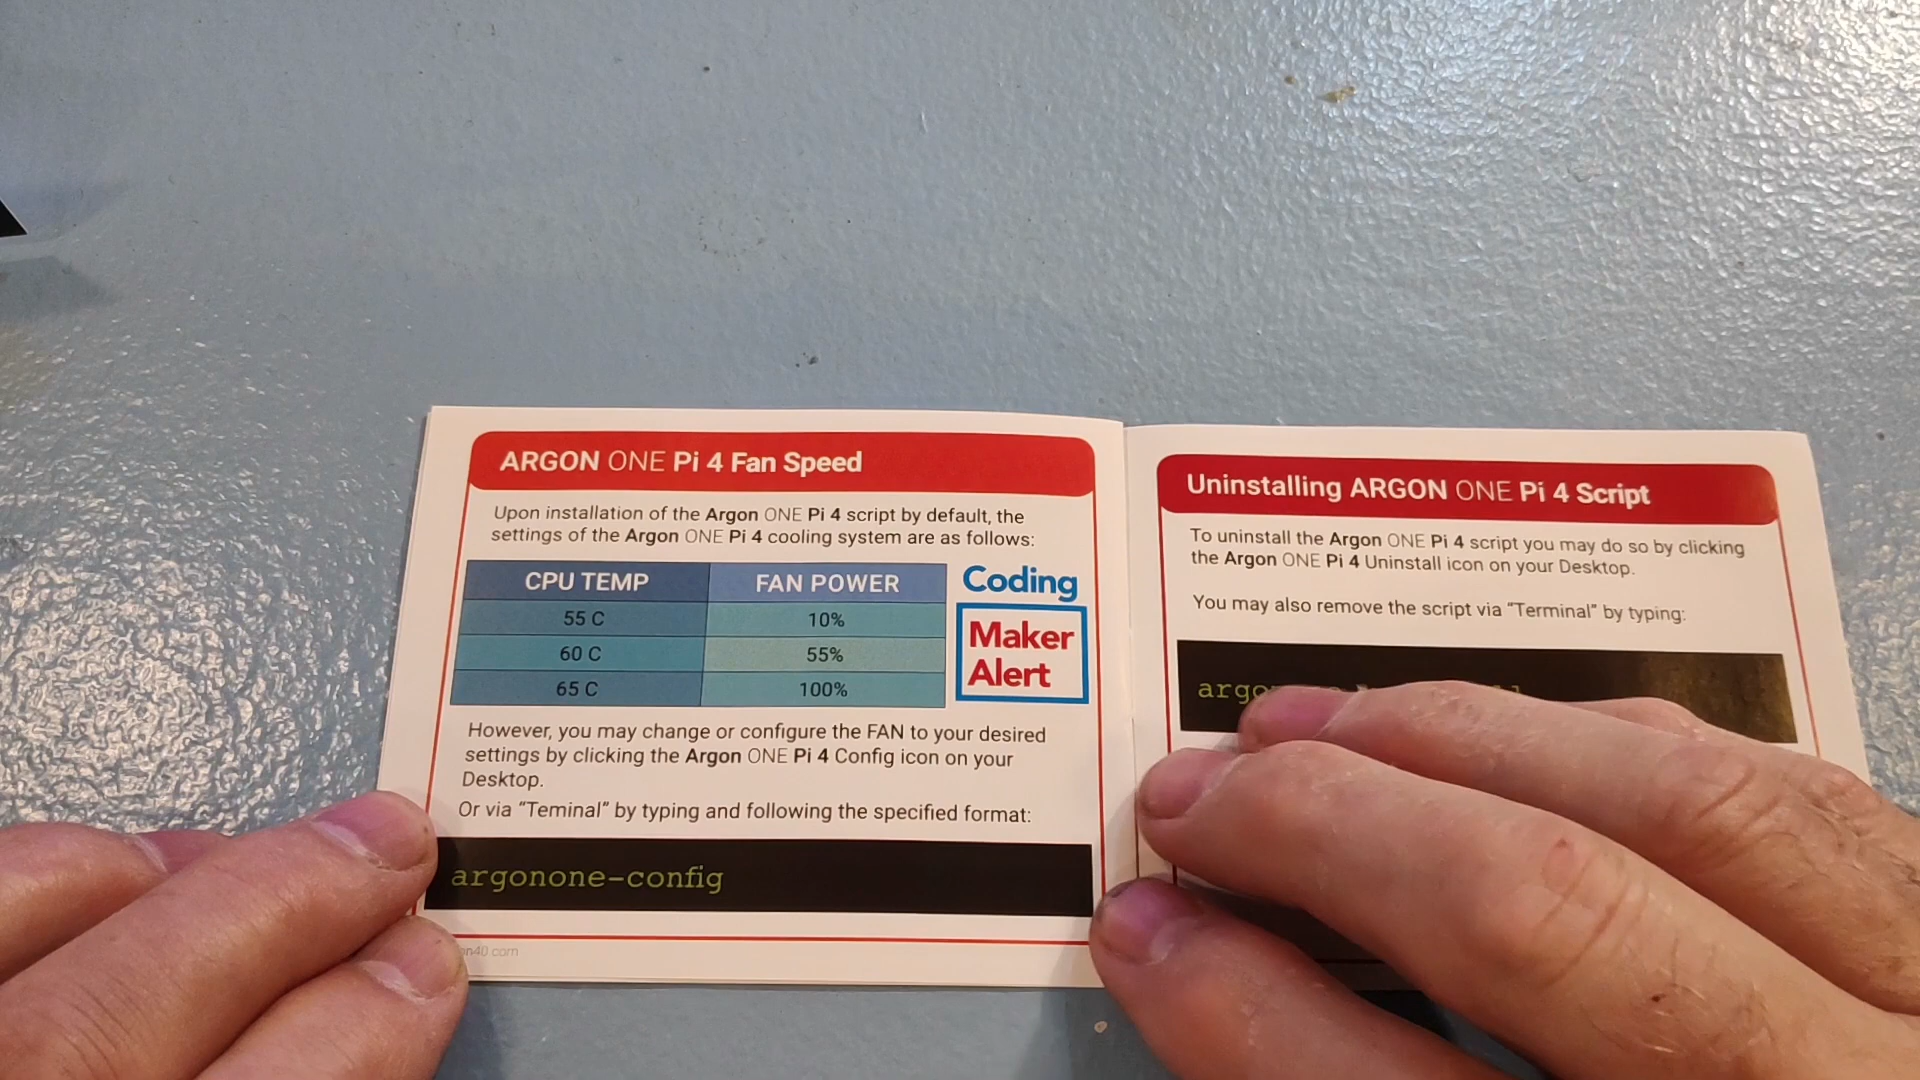 ARGON ONE Pi 4 Fan Speed
Upon installation of the Argon ONE Pi 4 script by default, the
settings of the Argon ONE Pi 4 cooling system are as follows:
CPU TEMP FAN POWER
55 C 10%
60 C 55%
65 C 100%
Coding
Maker
Alert
However, you may change or configure the FAN to your desired
settings by clicking the Argon ONE Pi 4 Config icon on your
Desktop.
Or via “Teminal” by typing and following the specified format:
argonone-config
Uninstalling ARGON ONE Pi 4 Script
To uninstall the Argon ONE Pi 4 script you may do so by clicking
the Argon ONE Pi 4 Uninstall icon on your Desktop.
You may also remove the script via “Terminal” by typing: